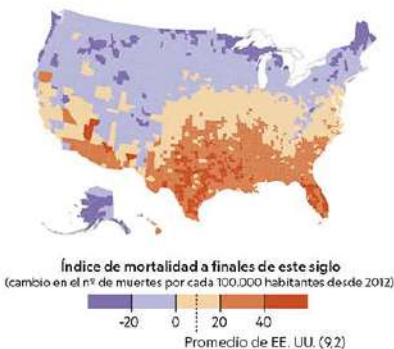 Índice de mortalidad a finales de este siglo
(cambio en el nº de muertes por cada 100.000 habitantes desde 2012)
-20 0 20 40
Promedio de EE. UU. (9,2)